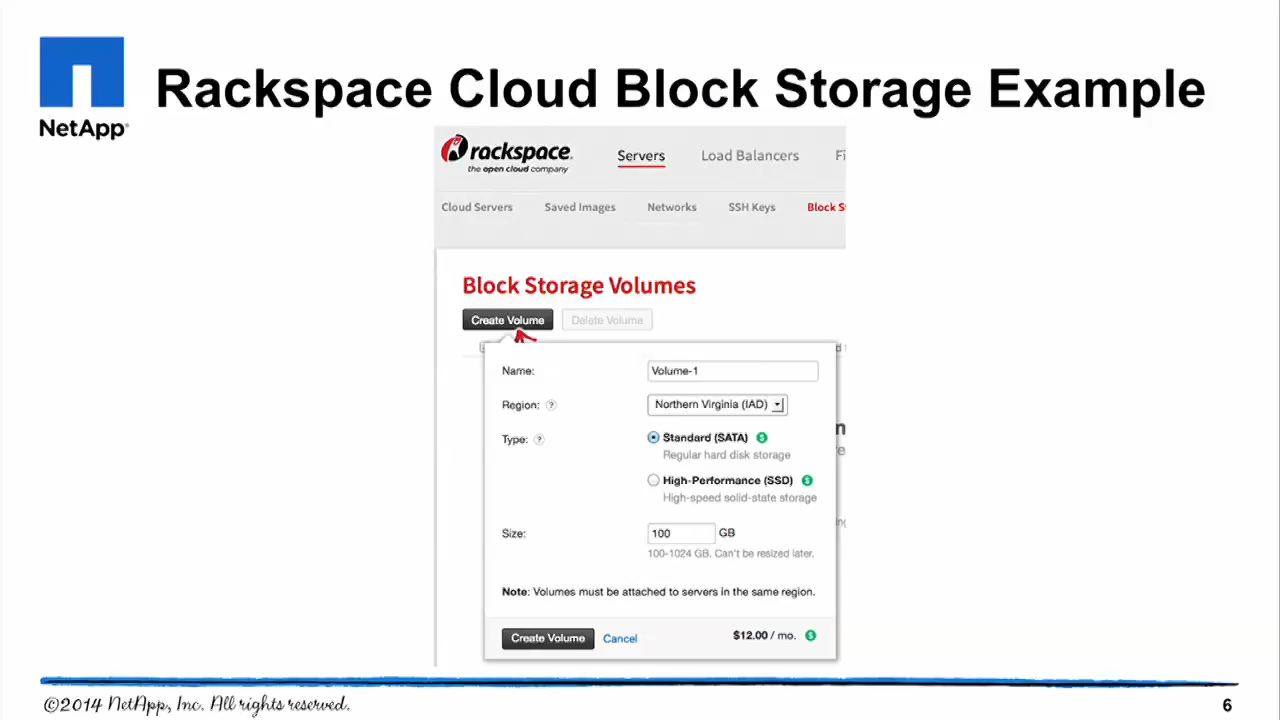 Rackspace Cloud Block Storage Example
NetApp®
rackspace.
the open cloud company
Servers Load Balancers Fi
Cloud Servers Saved Images Networks SSH Keys Block S
Block Storage Volumes
Create Volume Delete Volume
Name: Volume-1
Region: ? Northern Virginia (IAD)
Type: ? Standard (SATA) $
Regular hard disk storage
High-Performance (SSD) $
High-speed solid-state storage
Size: 100 GB
100-1024 GB. Can't be resized later.
Note: Volumes must be attached to servers in the same region.
Create Volume Cancel $12.00 / mo. $
©2014 NetApp, Inc. All rights reserved.
6